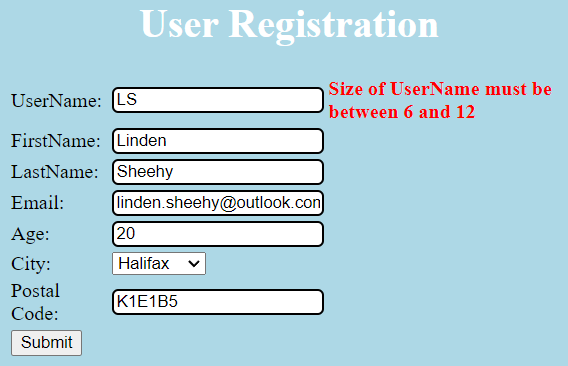 User Registration
UserName: LS Size of UserName must be
between 6 and 12
FirstName: Linden
LastName: Sheehy
Email: linden.sheehy@outlook.com
Age: 20
City: Halifax
Postal
Code: K1E1B5
Submit